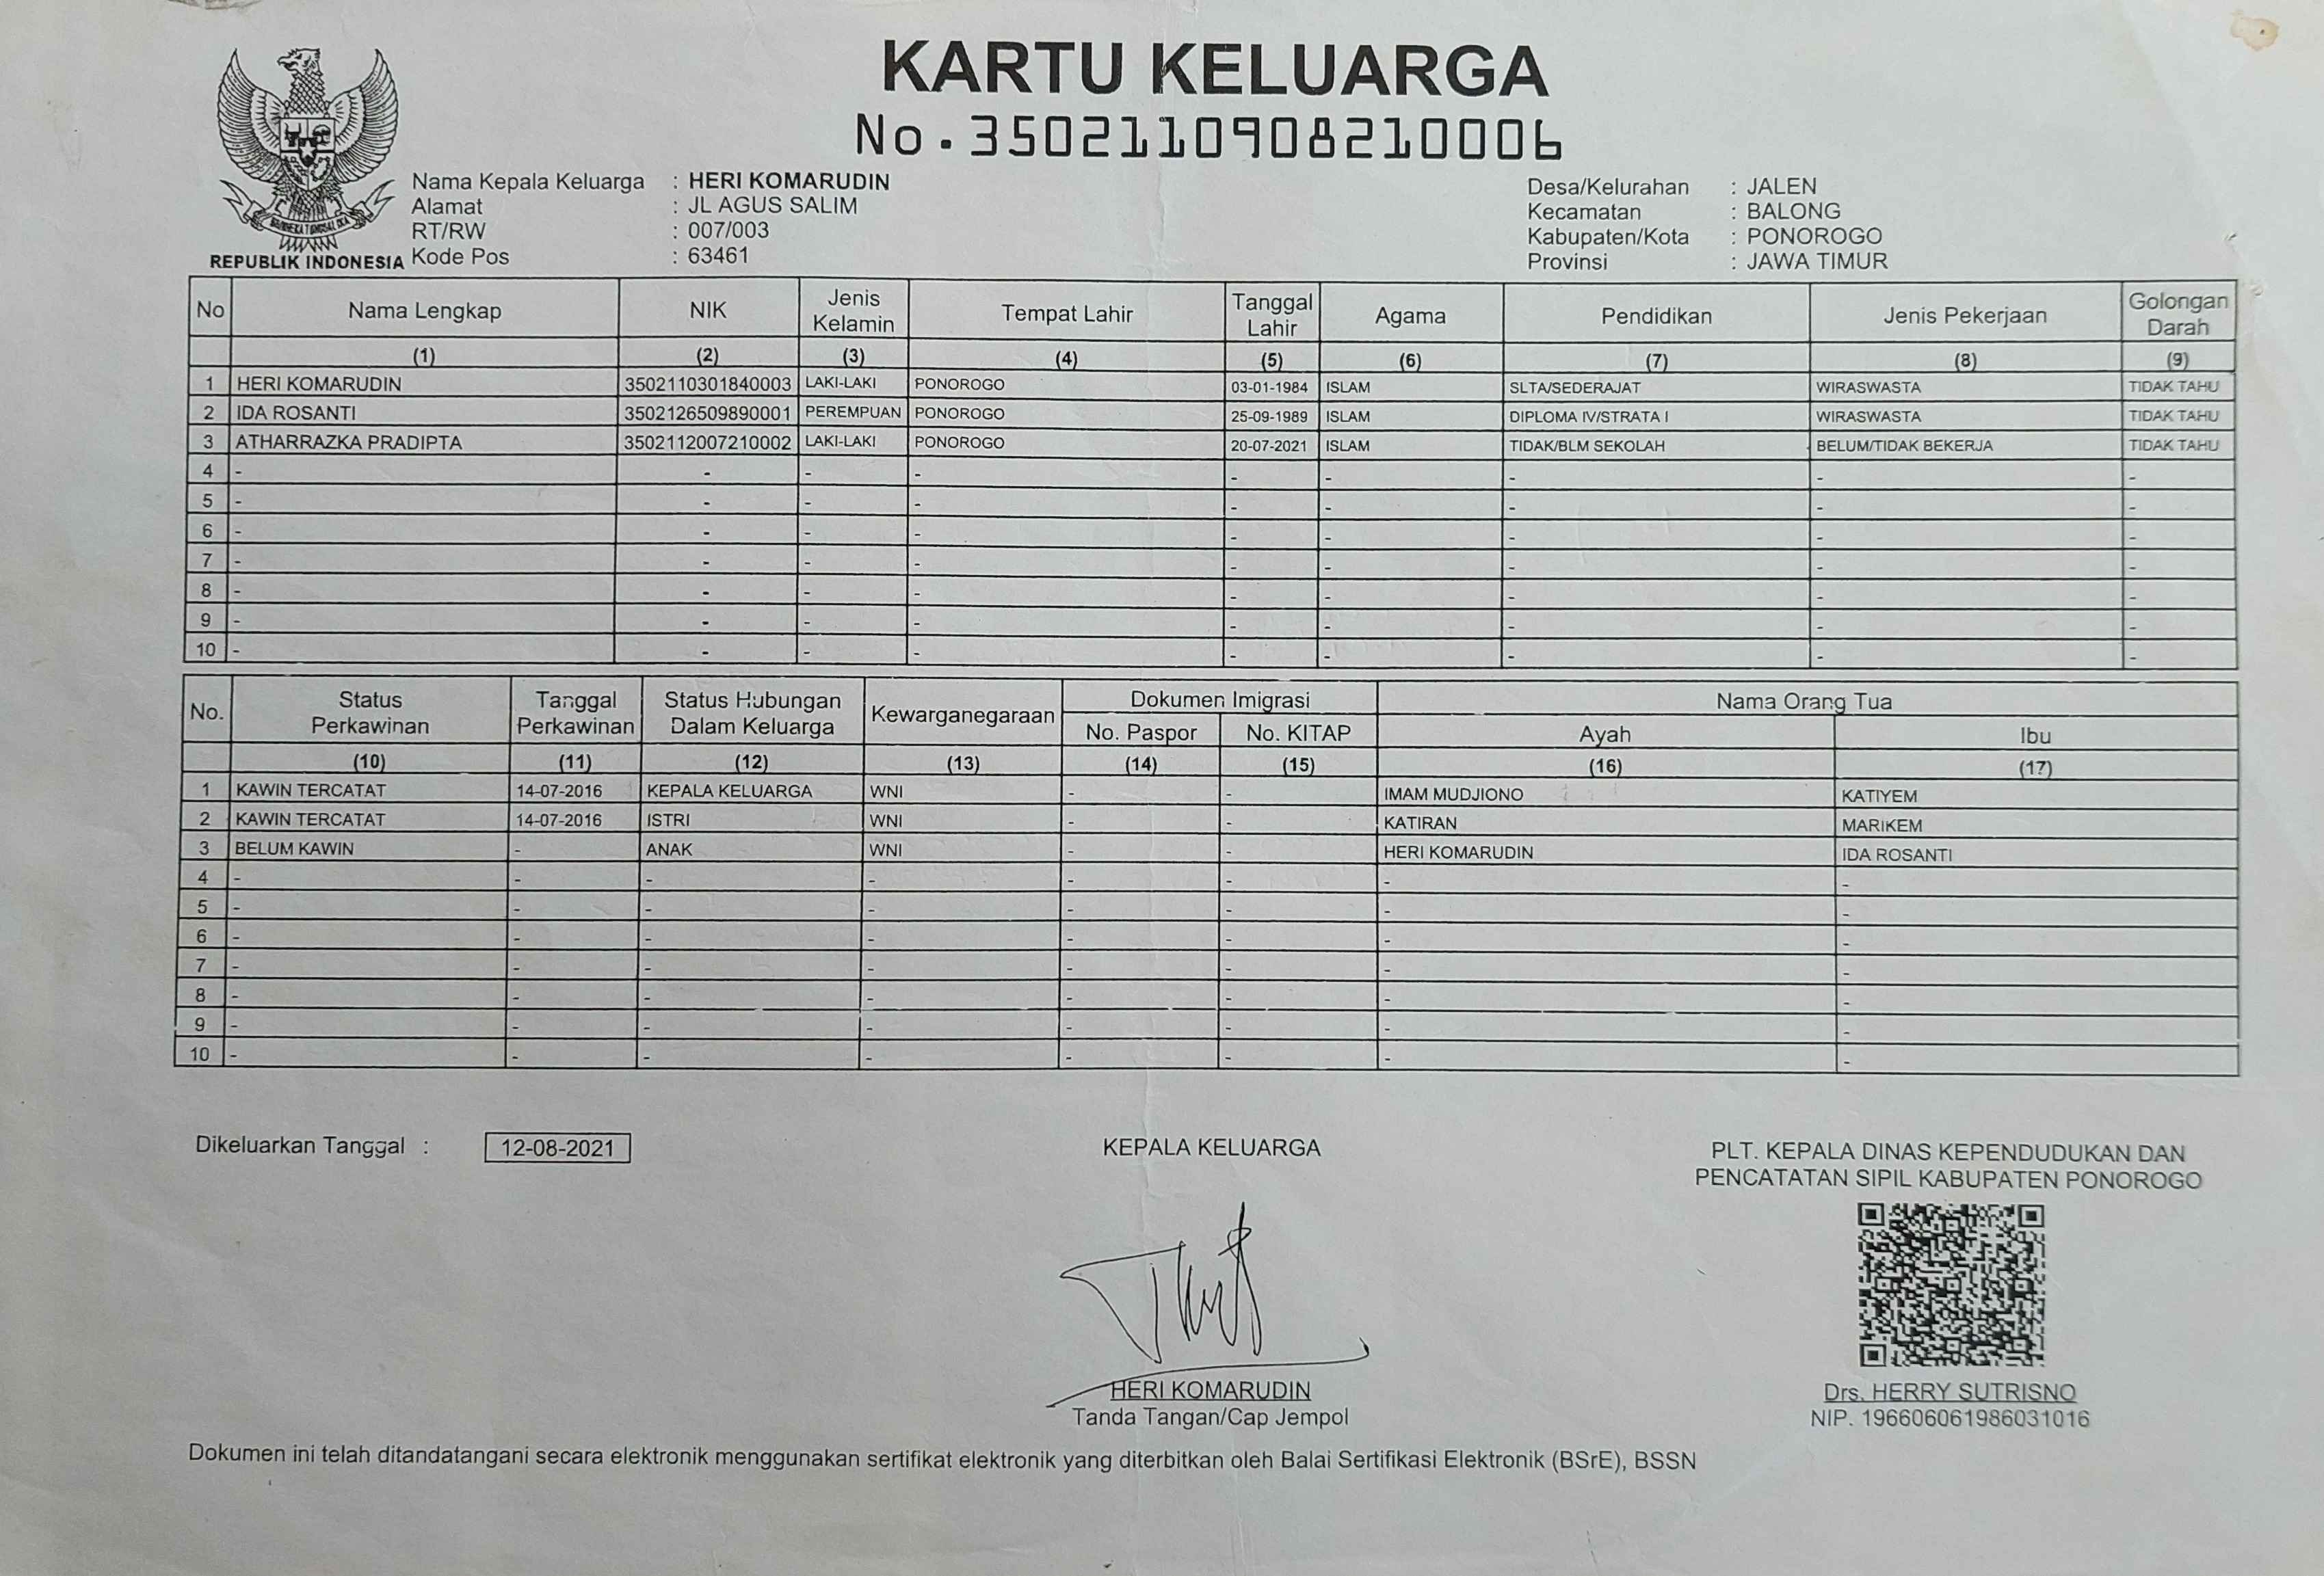 KARTU KELUARGA
No.3502110908210006
REPUBLIK INDONESIA
Nama Kepala Keluarga : HERI KOMARUDIN
Alamat : JL AGUS SALIM
RT/RW : 007/003
Kode Pos : 63461
Desa/Kelurahan : JALEN
Kecamatan : BALONG
Kabupaten/Kota : PONOROGO
Provinsi : JAWA TIMUR
No Nama Lengkap NIK Jenis Kelamin Tempat Lahir Tanggal Lahir Agama Pendidikan Jenis Pekerjaan Golongan Darah
(1) (2) (3) (4) (5) (6) (7) (8) (9)
1 HERI KOMARUDIN 3502110301840003 LAKI-LAKI PONOROGO 03-01-1984 ISLAM SLTA/SEDERAJAT WIRASWASTA TIDAK TAHU
2 IDA ROSANTI 3502126509890001 PEREMPUAN PONOROGO 25-09-1989 ISLAM DIPLOMA IV/STRATA I WIRASWASTA TIDAK TAHU
3 ATHARRAZKA PRADIPTA 3502112007210002 LAKI-LAKI PONOROGO 20-07-2021 ISLAM TIDAK/BLM SEKOLAH BELUM/TIDAK BEKERJA TIDAK TAHU
4 - - - - - - - - -
5 - - - - - - - - -
6 - - - - - - - - -
7 - - - - - - - - -
8 - - - - - - - - -
9 - - - - - - - - -
10 - - - - - - - - -
No. Status Perkawinan Tanggal Perkawinan Status Hubungan Dalam Keluarga Kewarganegaraan Dokumen Imigrasi Nama Orang Tua
No. Paspor No. KITAP Ayah Ibu
(10) (11) (12) (13) (14) (15) (16) (17)
1 KAWIN TERCATAT 14-07-2016 KEPALA KELUARGA WNI - - IMAM MUDJIONO KATIYEM
2 KAWIN TERCATAT 14-07-2016 ISTRI WNI - - KATIRAN MARIKEM
3 BELUM KAWIN - ANAK WNI - - HERI KOMARUDIN IDA ROSANTI
4 - - - - - - - -
5 - - - - - - - -
6 - - - - - - - -
7 - - - - - - - -
8 - - - - - - - -
9 - - - - - - - -
10 - - - - - - - -
Dikeluarkan Tanggal : 12-08-2021
KEPALA KELUARGA
HERI KOMARUDIN
Tanda Tangan/Cap Jempol
PLT. KEPALA DINAS KEPENDUDUKAN DAN
PENCATATAN SIPIL KABUPATEN PONOROGO
Drs. HERRY SUTRISNO
NIP. 196606061986031016
Dokumen ini telah ditandatangani secara elektronik menggunakan sertifikat elektronik yang diterbitkan oleh Balai Sertifikasi Elektronik (BSrE), BSSN